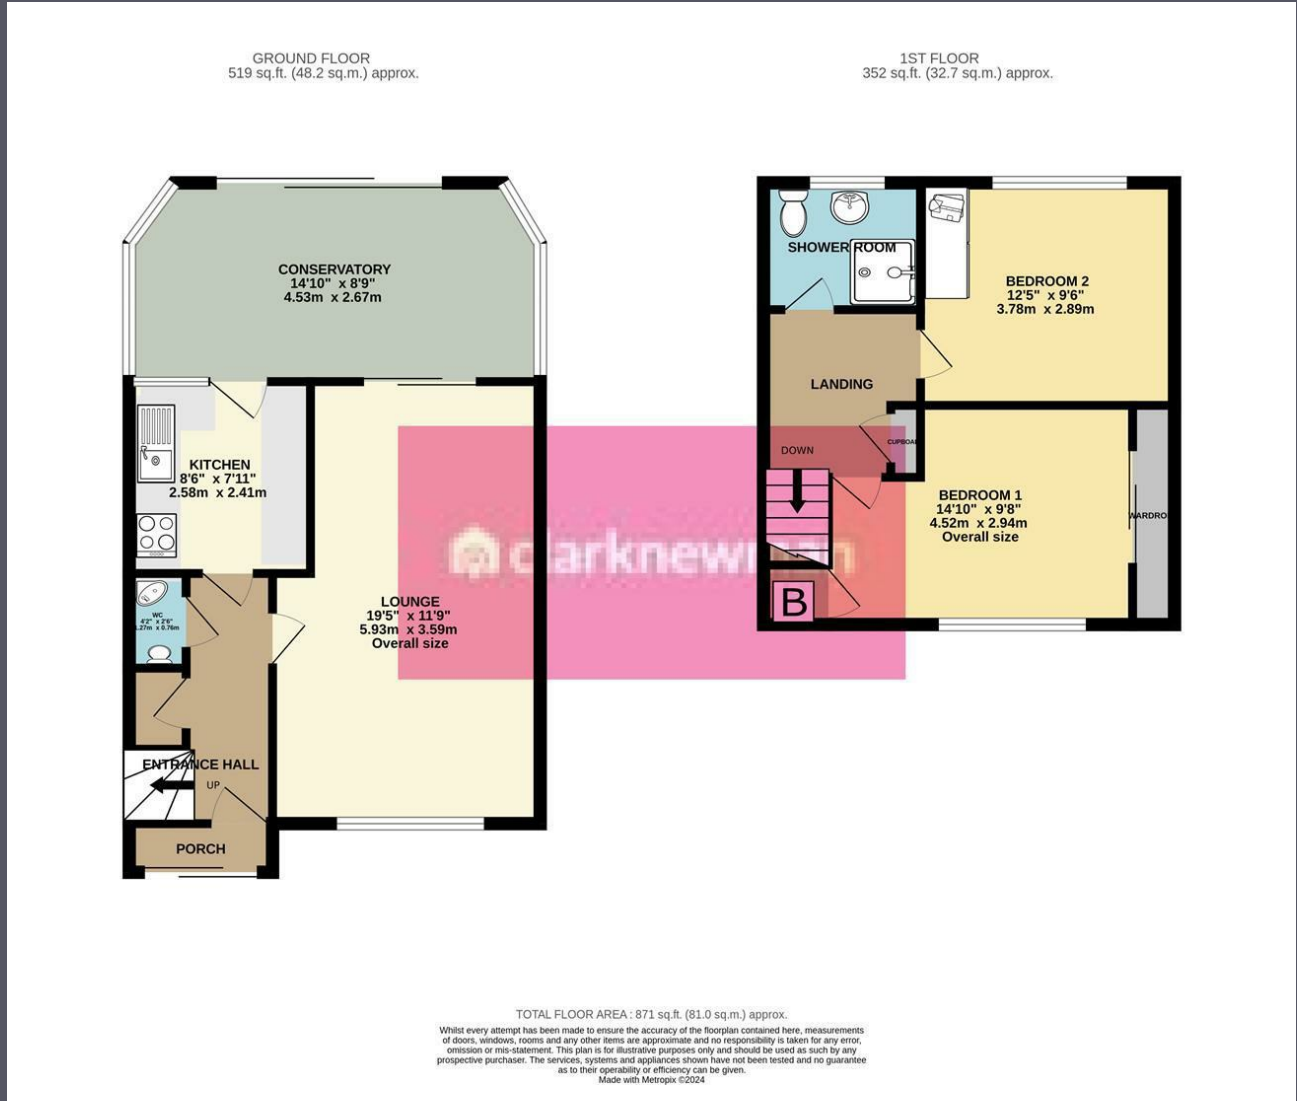 GROUND FLOOR
519 sq.ft. (48.2 sq.m.) approx.
1ST FLOOR
352 sq.ft. (32.7 sq.m.) approx.
CONSERVATORY
14'10" x 8'9"
4.53m x 2.67m
KITCHEN
8'6" x 7'11"
2.58m x 2.41m
WC
4'2" x 2'6"
.27m x 0.76m
LOUNGE
19'5" x 11'9"
5.93m x 3.59m
Overall size
ENTRANCE HALL
UP
PORCH
SHOWER ROOM
BEDROOM 2
12'5" x 9'6"
3.78m x 2.89m
LANDING
CUPBOA
DOWN
BEDROOM 1
14'10" x 9'8"
4.52m x 2.94m
Overall size
WARDRO
B
clarknewman
TOTAL FLOOR AREA : 871 sq.ft. (81.0 sq.m.) approx.
Whilst every attempt has been made to ensure the accuracy of the floorplan contained here, measurements
of doors, windows, rooms and any other items are approximate and no responsibility is taken for any error,
omission or mis-statement. This plan is for illustrative purposes only and should be used as such by any
prospective purchaser. The services, systems and appliances shown have not been tested and no guarantee
as to their operability or efficiency can be given.
Made with Metropix ©2024